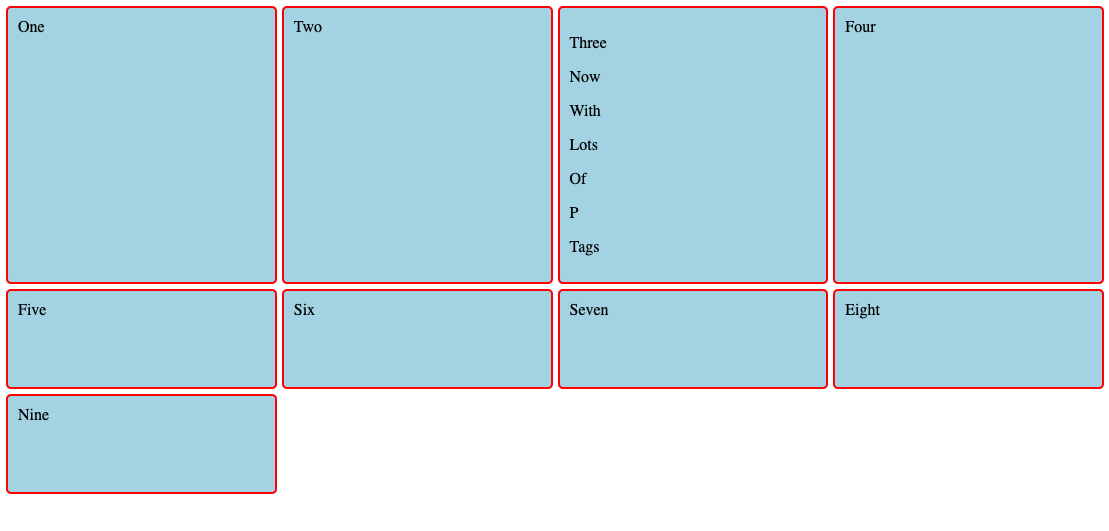 One
Two
Three
Now
With
Lots
Of
P
Tags
Four
Five
Six
Seven
Eight
Nine